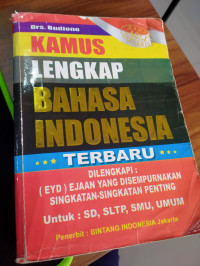 Drs. Budiono
KAMUS
LENGKAP
BAHASA
INDONESIA
*** TERBARU ***
DILENGKAPI :
( EYD ) EJAAN YANG DISEMPURNAKAN
SINGKATAN-SINGKATAN PENTING
Untuk : SD, SLTP, SMU, UMUM
Penerbit : BINTANG INDONESIA Jakarta